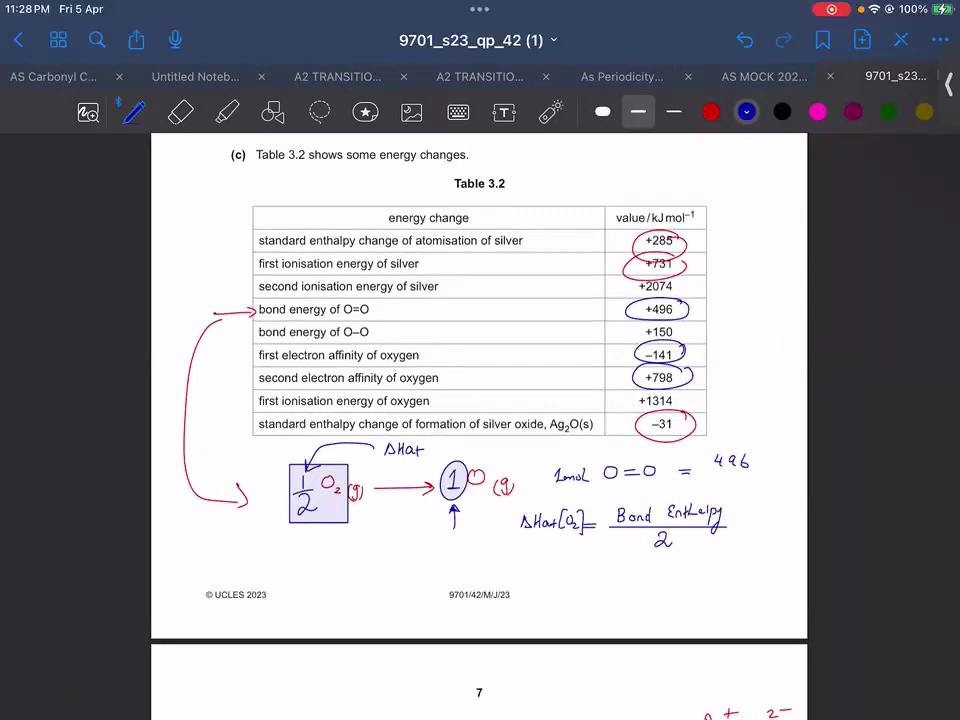 11:28 PM Fri 5 Apr
100%
9701_s23_qp_42 (1)
AS Carbonyl C...
Untitled Noteb...
A2 TRANSITIO...
A2 TRANSITIO...
As Periodicity...
AS MOCK 202...
9701_s23...
(c) Table 3.2 shows some energy changes.
Table 3.2
energy change value / kJ mol⁻¹
standard enthalpy change of atomisation of silver +285
first ionisation energy of silver +731
second ionisation energy of silver +2074
bond energy of O=O +496
bond energy of O–O +150
first electron affinity of oxygen –141
second electron affinity of oxygen +798
first ionisation energy of oxygen +1314
standard enthalpy change of formation of silver oxide, Ag₂O(s) –31
ΔHat
1/2 O₂ (g) → 1 O (g)
1mol O=O = 496
ΔHat[O₂] = Bond Enthalpy / 2
© UCLES 2023 9701/42/M/J/23
7